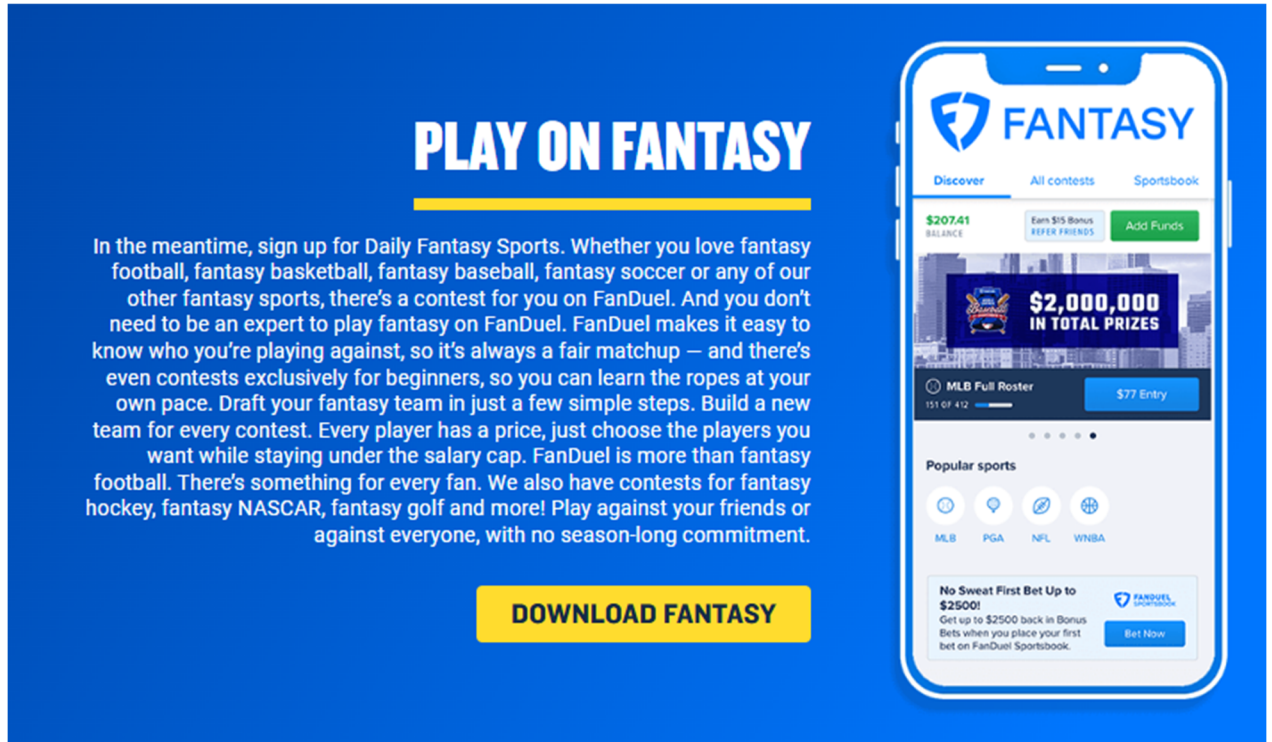 PLAY ON FANTASY
In the meantime, sign up for Daily Fantasy Sports. Whether you love fantasy
football, fantasy basketball, fantasy baseball, fantasy soccer or any of our
other fantasy sports, there's a contest for you on FanDuel. And you don't
need to be an expert to play fantasy on FanDuel. FanDuel makes it easy to
know who you're playing against, so it's always a fair matchup — and there's
even contests exclusively for beginners, so you can learn the ropes at your
own pace. Draft your fantasy team in just a few simple steps. Build a new
team for every contest. Every player has a price, just choose the players you
want while staying under the salary cap. FanDuel is more than fantasy
football. There's something for every fan. We also have contests for fantasy
hockey, fantasy NASCAR, fantasy golf and more! Play against your friends or
against everyone, with no season-long commitment.
DOWNLOAD FANTASY
FANTASY
Discover All contests Sportsbook
$207.41
BALANCE
Earn $15 Bonus
REFER FRIENDS
Add Funds
Baseball
$2,000,000
IN TOTAL PRIZES
MLB Full Roster
151 OF 412
$77 Entry
Popular sports
MLB PGA NFL WNBA
No Sweat First Bet Up to
$2500!
Get up to $2500 back in Bonus
Bets when you place your first
bet on FanDuel Sportsbook.
FANDUEL
SPORTSBOOK
Bet Now